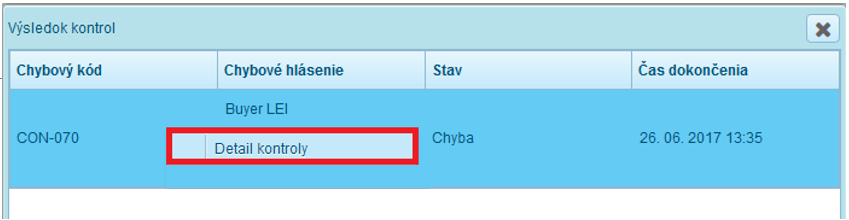 Výsledok kontrol
Chybový kód Chybové hlásenie Stav Čas dokončenia
Buyer LEI
CON-070 Chyba 26. 06. 2017 13:35
Detail kontroly